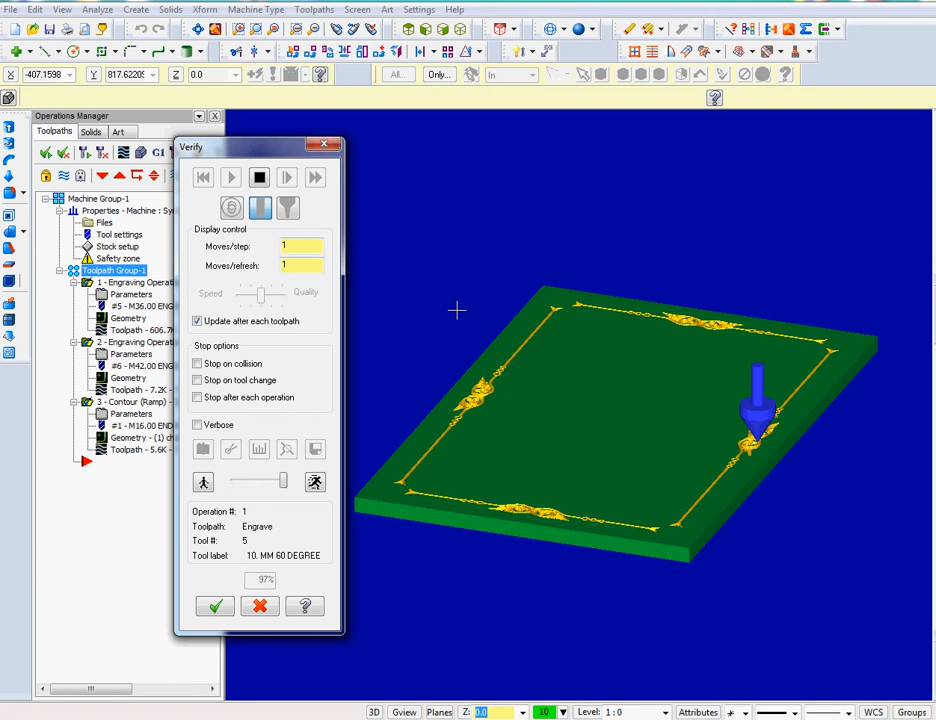 File Edit View Analyze Create Solids Xform Machine Type Toolpaths Screen Art Settings Help
X -407.1598 Y 817.62209 Z 0.0 All... Only... In
Operations Manager
Toolpaths Solids Art
G1
Machine Group-1
Properties - Machine : Sy
Files
Tool settings
Stock setup
Safety zone
Toolpath Group-1
1 - Engraving Operat
Parameters
#5 - M36.00 ENG
Geometry
Toolpath - 606.7
2 - Engraving Operat
Parameters
#6 - M42.00 ENG
Geometry
Toolpath - 7.2K
3 - Contour (Ramp) -
Parameters
#1 - M16.00 END
Geometry - (1) ch
Toolpath - 5.6K -
Verify
Display control
Moves/step: 1
Moves/refresh: 1
Speed Quality
Update after each toolpath
Stop options
Stop on collision
Stop on tool change
Stop after each operation
Verbose
Operation #: 1
Toolpath: Engrave
Tool #: 5
Tool label: 10. MM 60 DEGREE
97%
3D Gview Planes Z: 0.0 10 Level: 1 : 0 Attributes WCS Groups